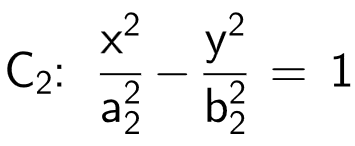 C₂: x²/a₂² − y²/b₂² = 1